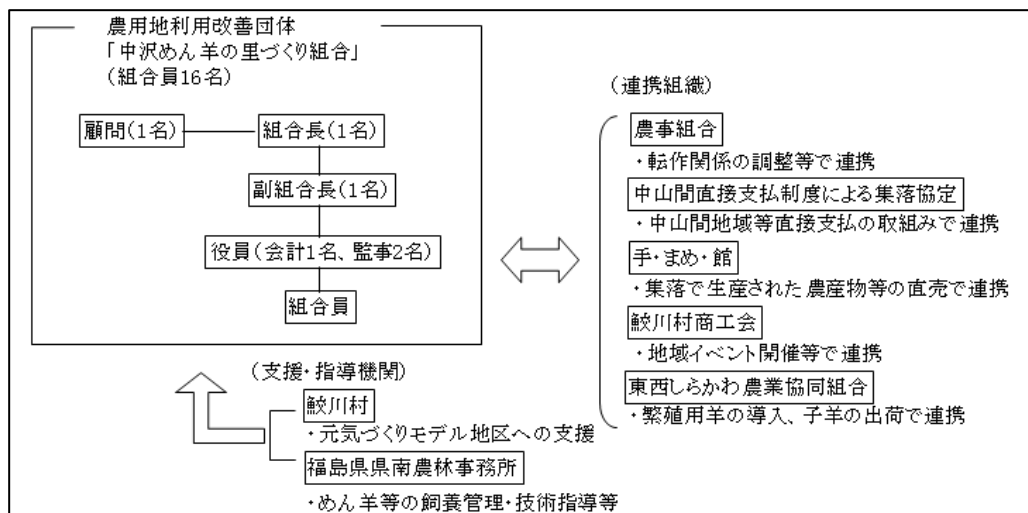 農用地利用改善団体
「中沢めん羊の里づくり組合」
(組合員16名)
顧問(1名)
組合長(1名)
副組合長(1名)
役員(会計1名、監事2名)
組合員
(連携組織)
農事組合
・転作関係の調整等で連携
中山間直接支払制度による集落協定
・中山間地域等直接支払の取組みで連携
手・まめ・館
・集落で生産された農産物等の直売で連携
鮫川村商工会
・地域イベント開催等で連携
東西しらかわ農業協同組合
・繁殖用羊の導入、子羊の出荷で連携
(支援・指導機関)
鮫川村
・元気づくりモデル地区への支援
福島県県南農林事務所
・めん羊等の飼養管理・技術指導等